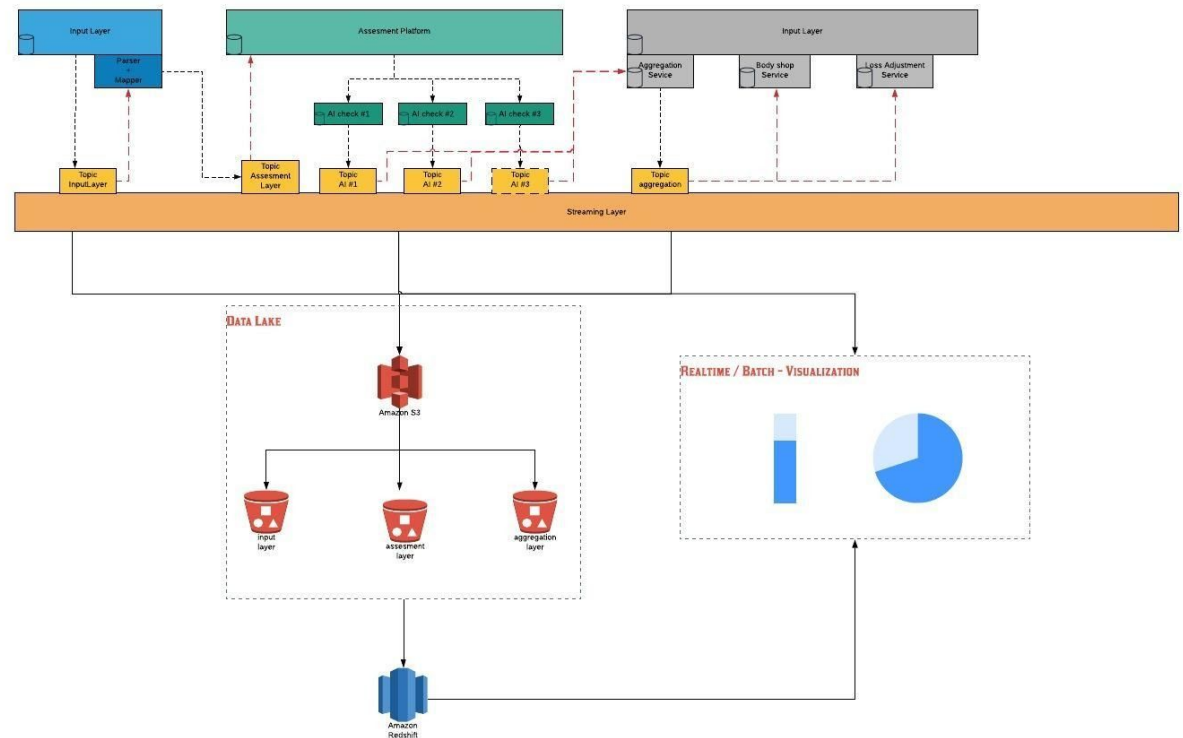 Input Layer
Assesment Platform
Input Layer
Parser
+
Mapper
Aggregation
Sevice
Body shop
Service
Loss Adjustment
Service
AI check #1
AI check #2
AI check #3
Topic
InputLayer
Topic
Assesment
Layer
Topic
AI #1
Topic
AI #2
Topic
AI #3
Topic
aggregation
Streaming Layer
Data Lake
Realtime / Batch - Visualization
Amazon S3
input
layer
assesment
layer
aggregation
layer
Amazon
Redshift